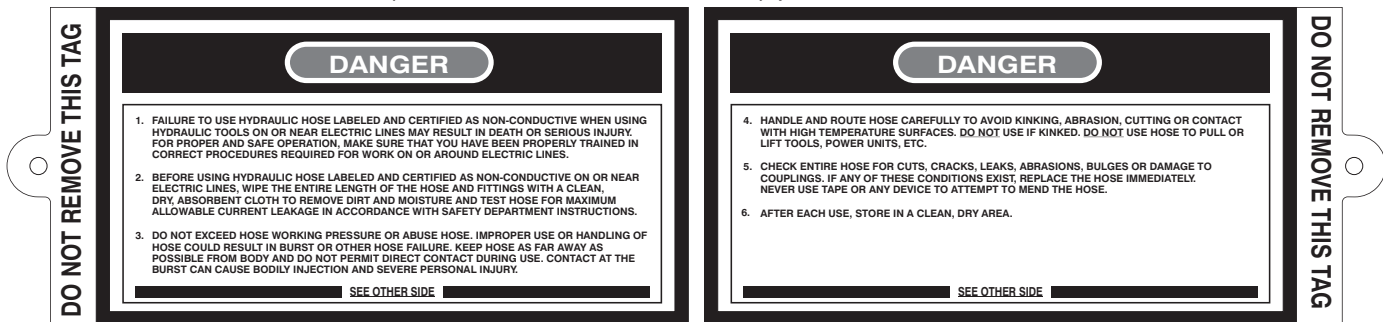 DO NOT REMOVE THIS TAG
DANGER
1. FAILURE TO USE HYDRAULIC HOSE LABELED AND CERTIFIED AS NON-CONDUCTIVE WHEN USING
HYDRAULIC TOOLS ON OR NEAR ELECTRIC LINES MAY RESULT IN DEATH OR SERIOUS INJURY.
FOR PROPER AND SAFE OPERATION, MAKE SURE THAT YOU HAVE BEEN PROPERLY TRAINED IN
CORRECT PROCEDURES REQUIRED FOR WORK ON OR AROUND ELECTRIC LINES.
2. BEFORE USING HYDRAULIC HOSE LABELED AND CERTIFIED AS NON-CONDUCTIVE ON OR NEAR
ELECTRIC LINES, WIPE THE ENTIRE LENGTH OF THE HOSE AND FITTINGS WITH A CLEAN,
DRY, ABSORBENT CLOTH TO REMOVE DIRT AND MOISTURE AND TEST HOSE FOR MAXIMUM
ALLOWABLE CURRENT LEAKAGE IN ACCORDANCE WITH SAFETY DEPARTMENT INSTRUCTIONS.
3. DO NOT EXCEED HOSE WORKING PRESSURE OR ABUSE HOSE. IMPROPER USE OR HANDLING OF
HOSE COULD RESULT IN BURST OR OTHER HOSE FAILURE. KEEP HOSE AS FAR AWAY AS
POSSIBLE FROM BODY AND DO NOT PERMIT DIRECT CONTACT DURING USE. CONTACT AT THE
BURST CAN CAUSE BODILY INJECTION AND SEVERE PERSONAL INJURY.
SEE OTHER SIDE
DANGER
4. HANDLE AND ROUTE HOSE CAREFULLY TO AVOID KINKING, ABRASION, CUTTING OR CONTACT
WITH HIGH TEMPERATURE SURFACES. DO NOT USE IF KINKED. DO NOT USE HOSE TO PULL OR
LIFT TOOLS, POWER UNITS, ETC.
5. CHECK ENTIRE HOSE FOR CUTS, CRACKS, LEAKS, ABRASIONS, BULGES OR DAMAGE TO
COUPLINGS. IF ANY OF THESE CONDITIONS EXIST, REPLACE THE HOSE IMMEDIATELY.
NEVER USE TAPE OR ANY DEVICE TO ATTEMPT TO MEND THE HOSE.
6. AFTER EACH USE, STORE IN A CLEAN, DRY AREA.
SEE OTHER SIDE
DO NOT REMOVE THIS TAG